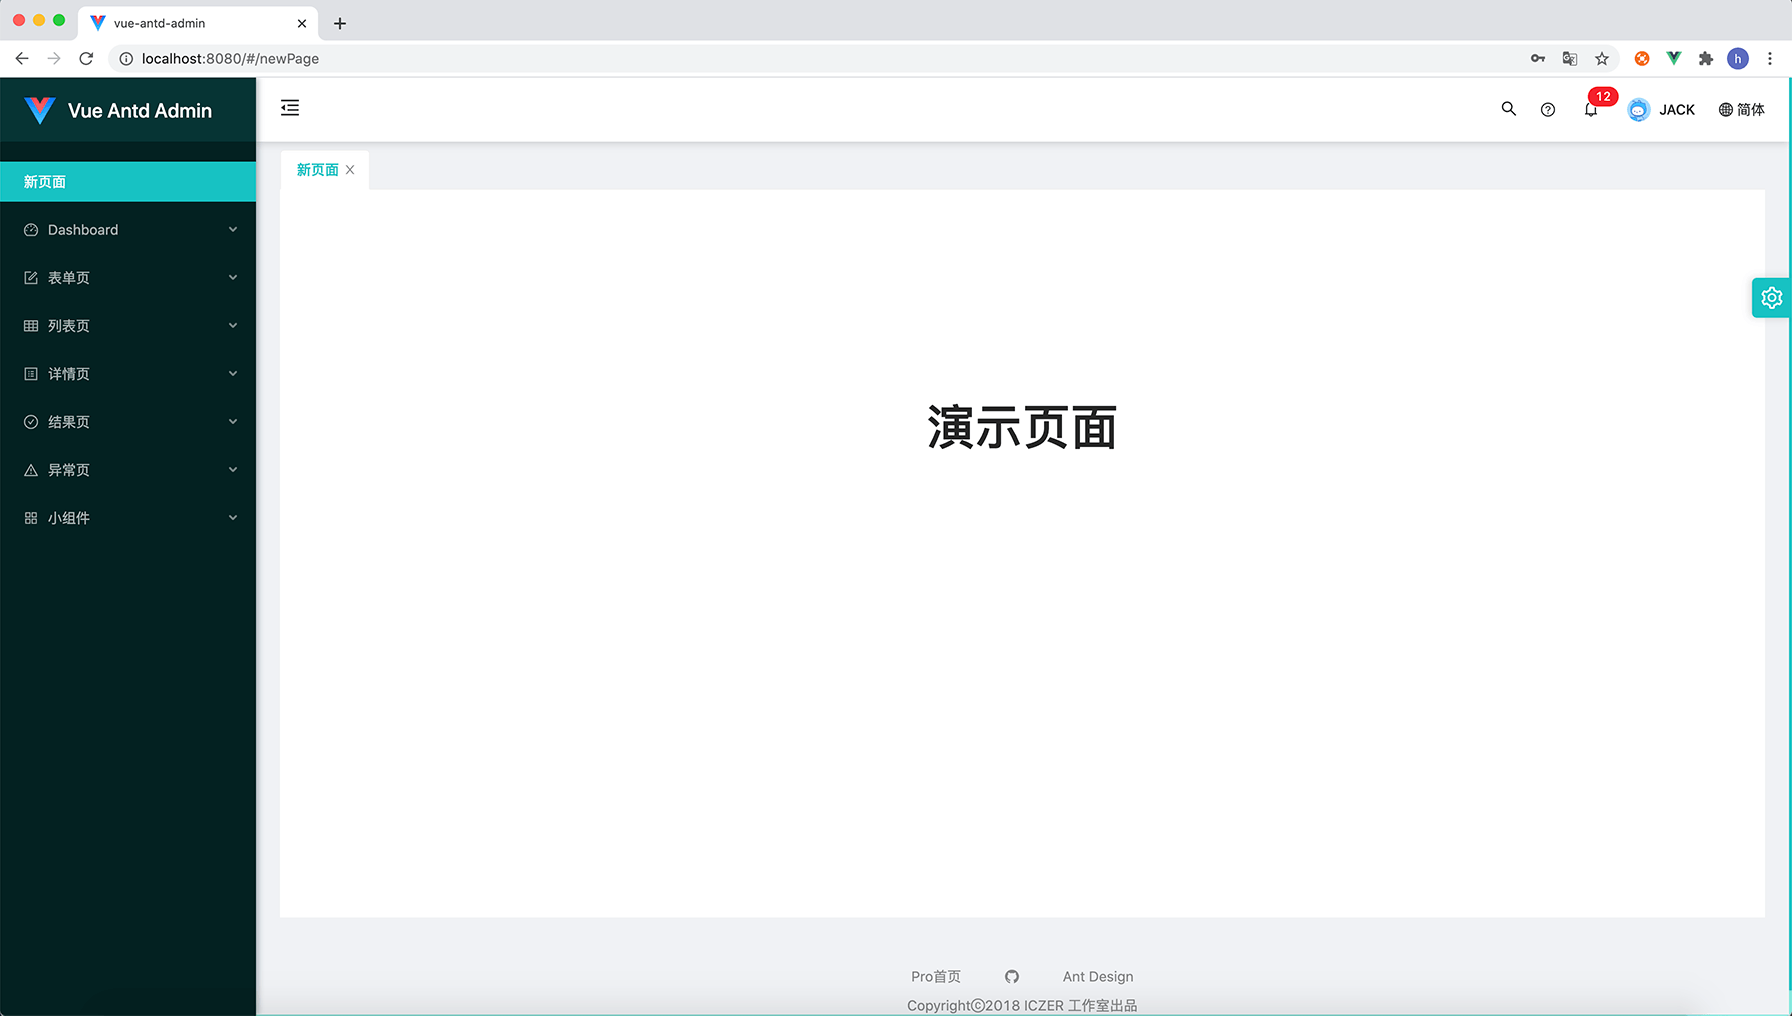 vue-antd-admin
localhost:8080/#/newPage
h
Vue Antd Admin
12
JACK
简体
新页面
新页面
Dashboard
表单页
列表页
详情页
结果页
异常页
小组件
演示页面
Pro首页
Ant Design
Copyright©2018 ICZER 工作室出品